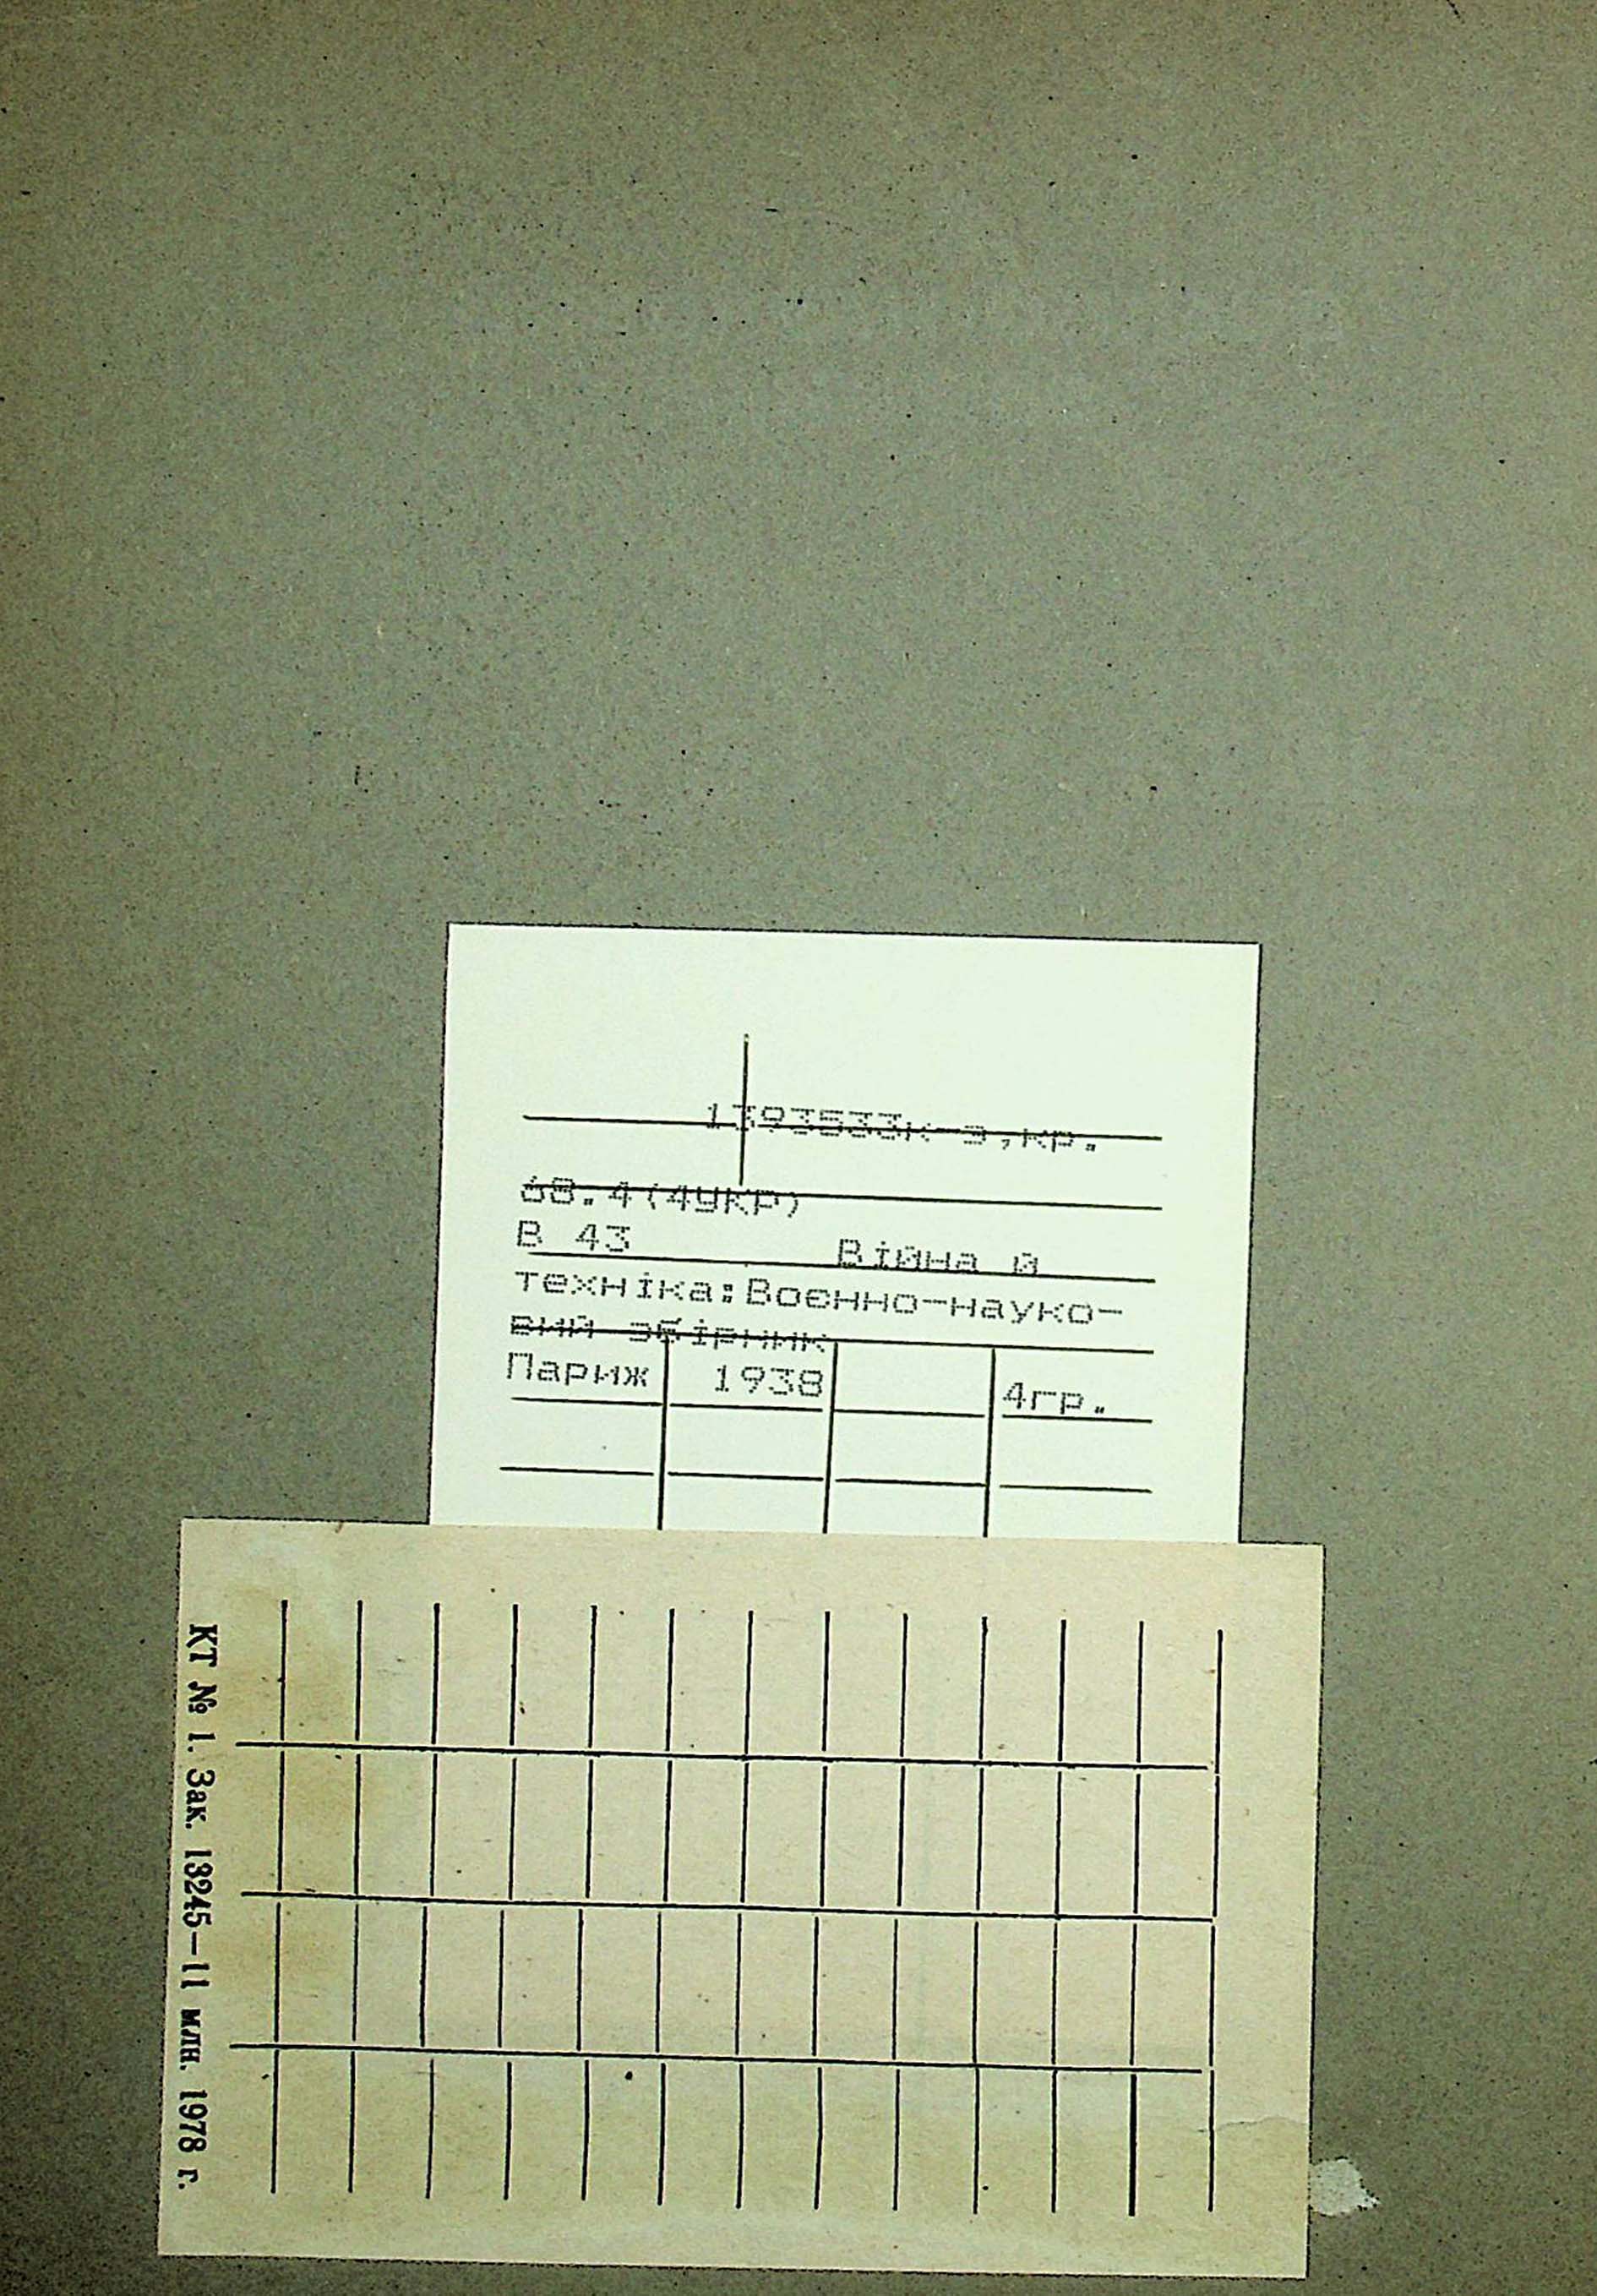 1393533к-з,кр.
68.4(4УКР)
В 43 Війна й
техніка:Воєнно-науко-
вий збірник
Париж 1938 4гр.
КТ № 1. Зак. 13245—11 млн. 1978 г.